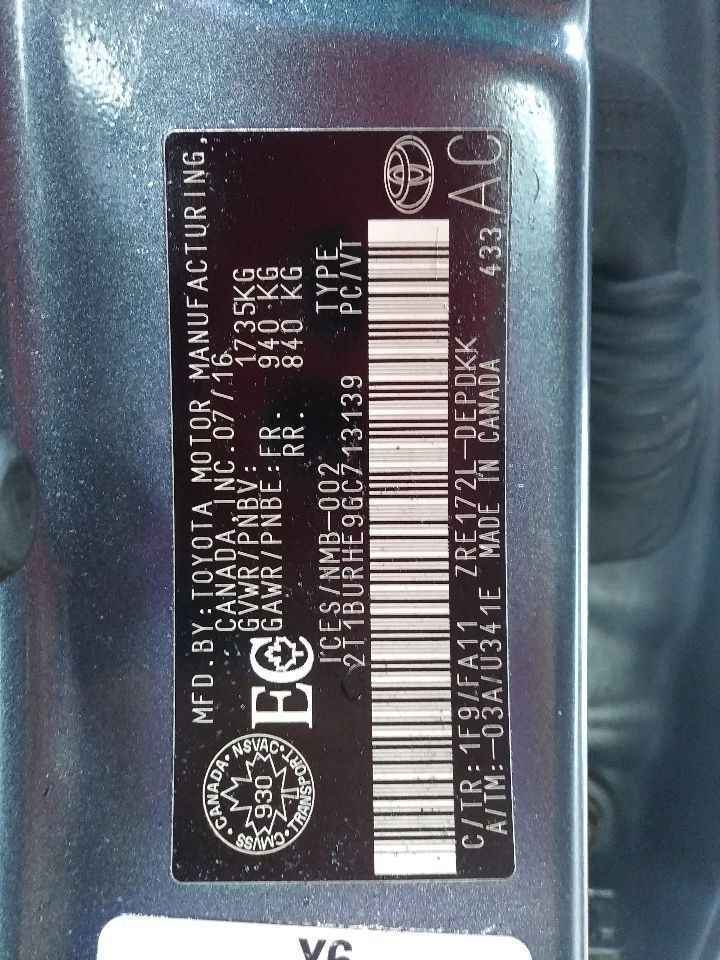 MFD.BY:TOYOTA MOTOR MANUFACTURING,
CANADA,INC.07/16
GVWR/PNBV: 1735KG
GAWR/PNBE:FR. 940 KG
RR. 840 KG
EC
ICES/NMB-002 TYPE
2T1BURHE9GC713139 PC/VT
CANADA NSVAC
930
CMVSS TRANSPORT
C/TR:1F9/FA11 ZRE172L-DEPDKK 433
A/TM:-03A/U341E MADE IN CANADA AC